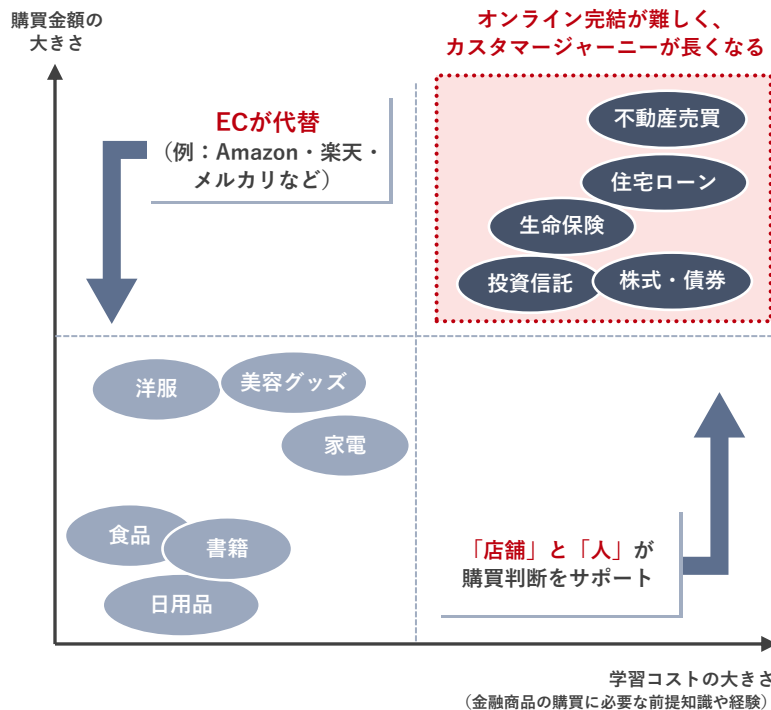 購買金額の
大きさ
オンライン完結が難しく、
カスタマージャーニーが長くなる
ECが代替
（例：Amazon・楽天・
メルカリなど）
不動産売買
住宅ローン
生命保険
投資信託
株式・債券
洋服
美容グッズ
家電
食品
書籍
日用品
「店舗」と「人」が
購買判断をサポート
学習コストの大きさ
（金融商品の購買に必要な前提知識や経験）